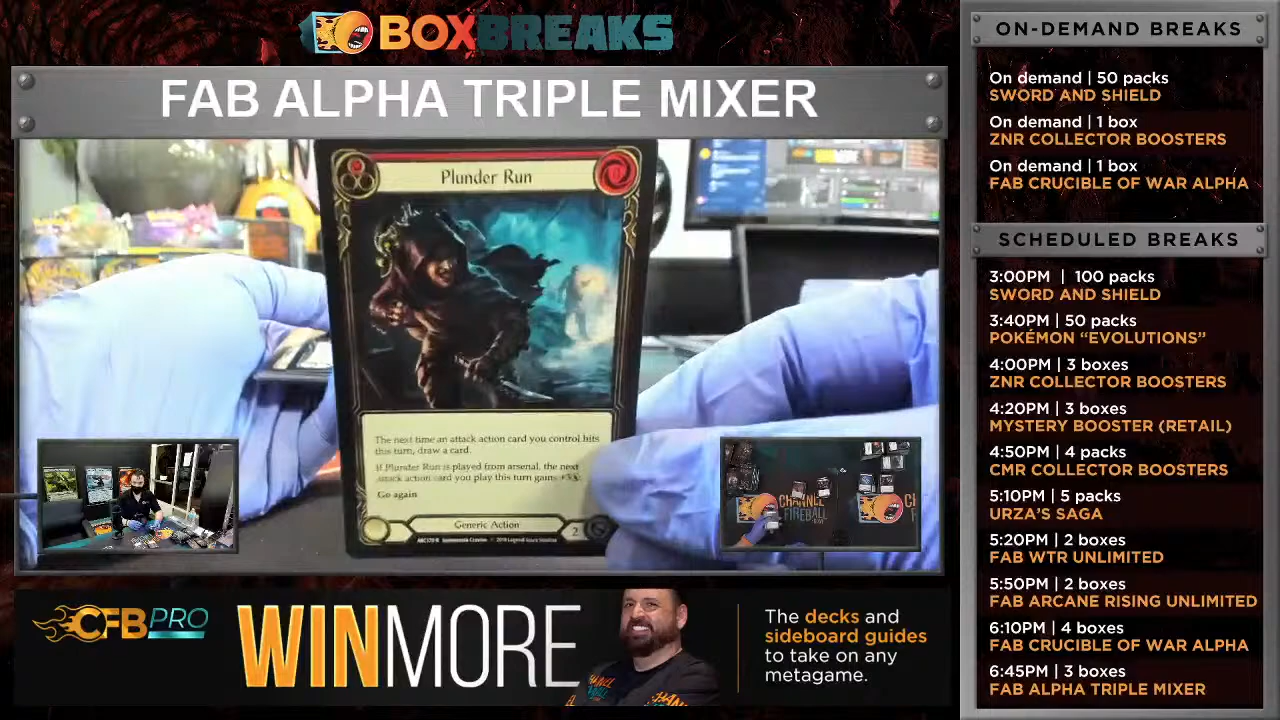 BOXBREAKS
FAB ALPHA TRIPLE MIXER
Plunder Run
The next time an attack action card you control hits
this turn, draw a card.
If Plunder Run is played from arsenal, the next
attack action card you play this turn gains +3
Go again
Generic Action
2
CHANNEL
FIREBALL
CFBPRO
WINMORE
The decks and
sideboard guides
to take on any
metagame.
ON-DEMAND BREAKS
On demand | 50 packs
SWORD AND SHIELD
On demand | 1 box
ZNR COLLECTOR BOOSTERS
On demand | 1 box
FAB CRUCIBLE OF WAR ALPHA
SCHEDULED BREAKS
3:00PM | 100 packs
SWORD AND SHIELD
3:40PM | 50 packs
POKÉMON “EVOLUTIONS”
4:00PM | 3 boxes
ZNR COLLECTOR BOOSTERS
4:20PM | 3 boxes
MYSTERY BOOSTER (RETAIL)
4:50PM | 4 packs
CMR COLLECTOR BOOSTERS
5:10PM | 5 packs
URZA’S SAGA
5:20PM | 2 boxes
FAB WTR UNLIMITED
5:50PM | 2 boxes
FAB ARCANE RISING UNLIMITED
6:10PM | 4 boxes
FAB CRUCIBLE OF WAR ALPHA
6:45PM | 3 boxes
FAB ALPHA TRIPLE MIXER